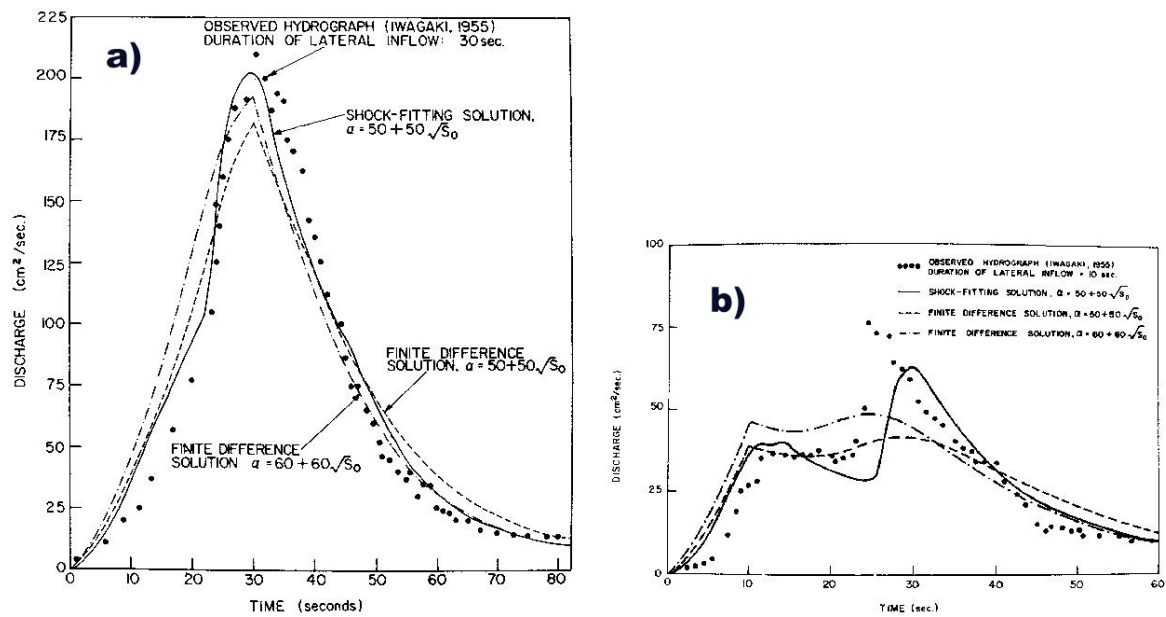 a)
OBSERVED HYDROGRAPH (IWAGAKI, 1955)
DURATION OF LATERAL INFLOW: 30 sec.
SHOCK-FITTING SOLUTION,
α = 50 + 50 √S₀
FINITE DIFFERENCE
SOLUTION, α = 50 + 50 √S₀
FINITE DIFFERENCE
SOLUTION α = 60 + 60 √S₀
225
200
175
150
125
100
75
50
25
0
DISCHARGE (cm²/sec.)
0 10 20 30 40 50 60 70 80
TIME (seconds)
b)
OBSERVED HYDROGRAPH (IWAGAKI, 1955)
DURATION OF LATERAL INFLOW = 10 sec.
SHOCK-FITTING SOLUTION, α = 50 + 50 √S₀
FINITE DIFFERENCE SOLUTION, α = 50 + 50 √S₀
FINITE DIFFERENCE SOLUTION, α = 60 + 60 √S₀
100
75
50
25
0
DISCHARGE (cm²/sec.)
0 10 20 30 40 50 60
TIME (sec.)